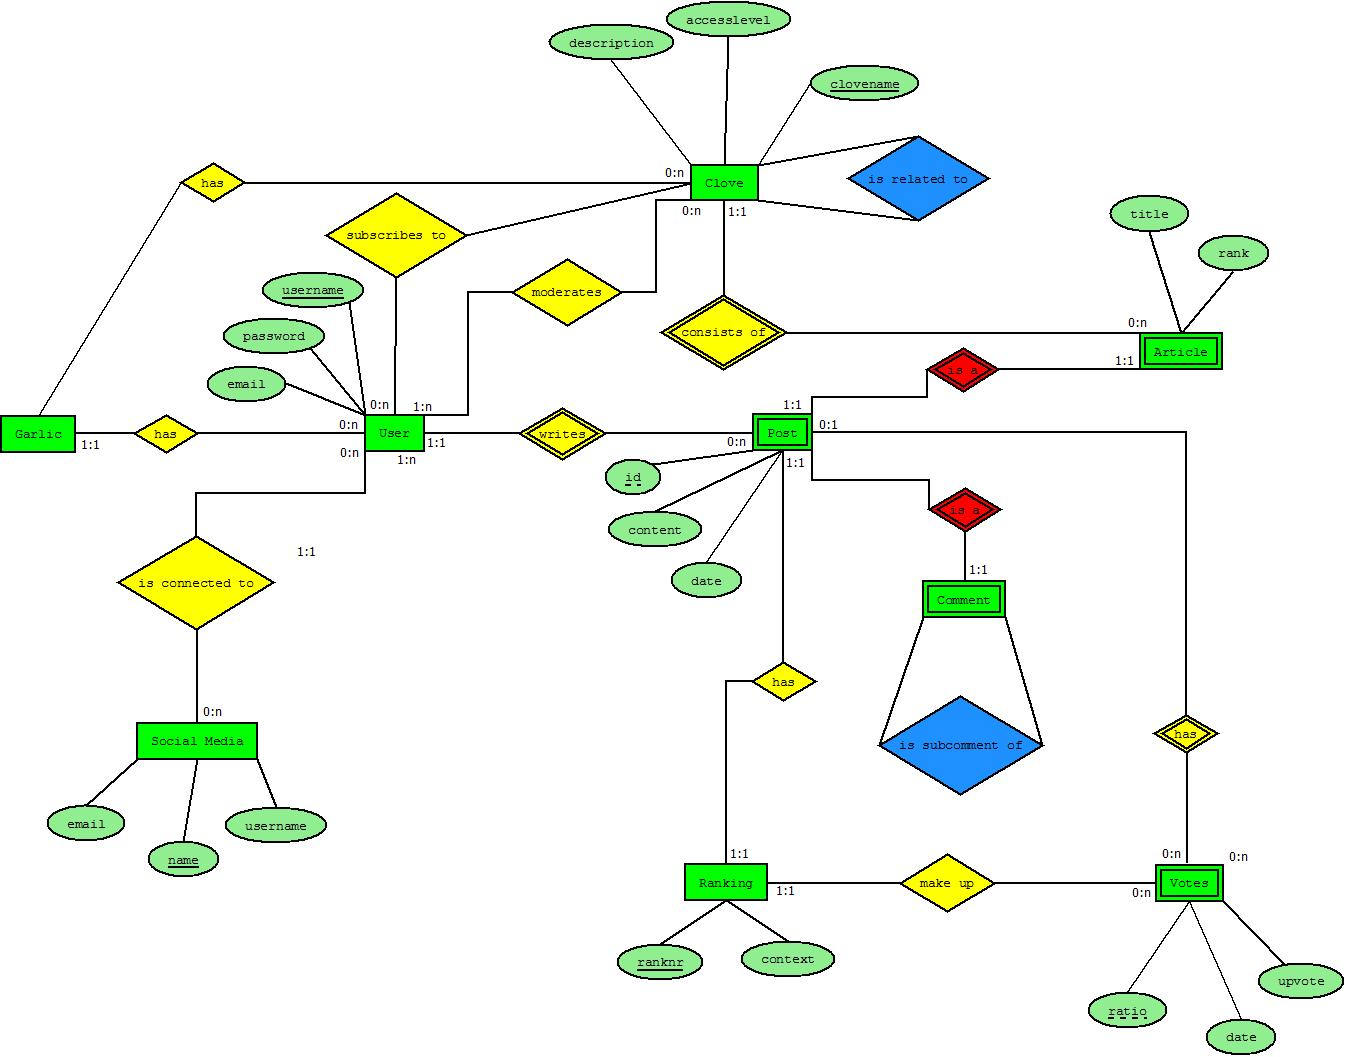 accesslevel
description
clovename
0:n
has
Clove
is related to
0:n
1:1
subscribes to
title
rank
username
moderates
password
consists of
0:n
Article
1:1
is a
email
0:n
1:n
1:1
0:n
0:1
Garlic
1:1
has
User
1:1
writes
0:n
Post
0:n
1:n
1:1
id
is a
content
1:1
is connected to
date
1:1
Comment
has
0:n
Social Media
is subcomment of
has
email
username
name
1:1
0:n
0:n
Ranking
1:1
make up
0:n
Votes
ranknr
context
upvote
ratio
date